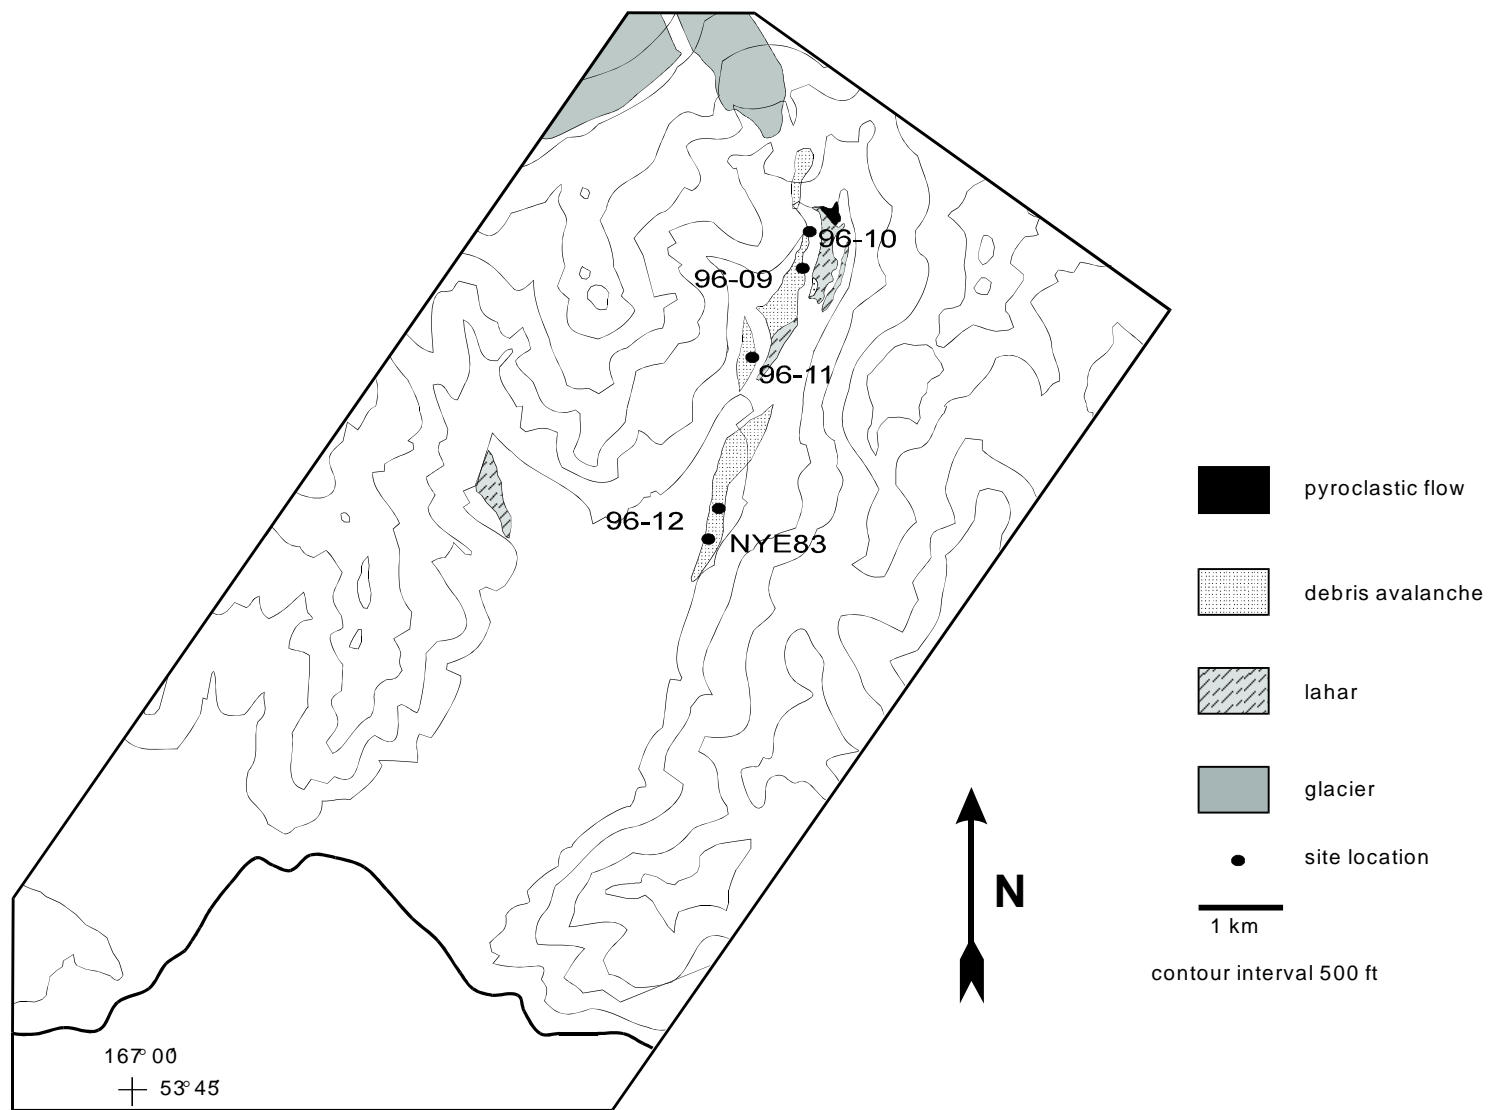 96-10
96-09
96-11
96-12
NYE83
pyroclastic flow
debris avalanche
lahar
glacier
site location
N
1 km
contour interval 500 ft
167° 00'
53° 45'